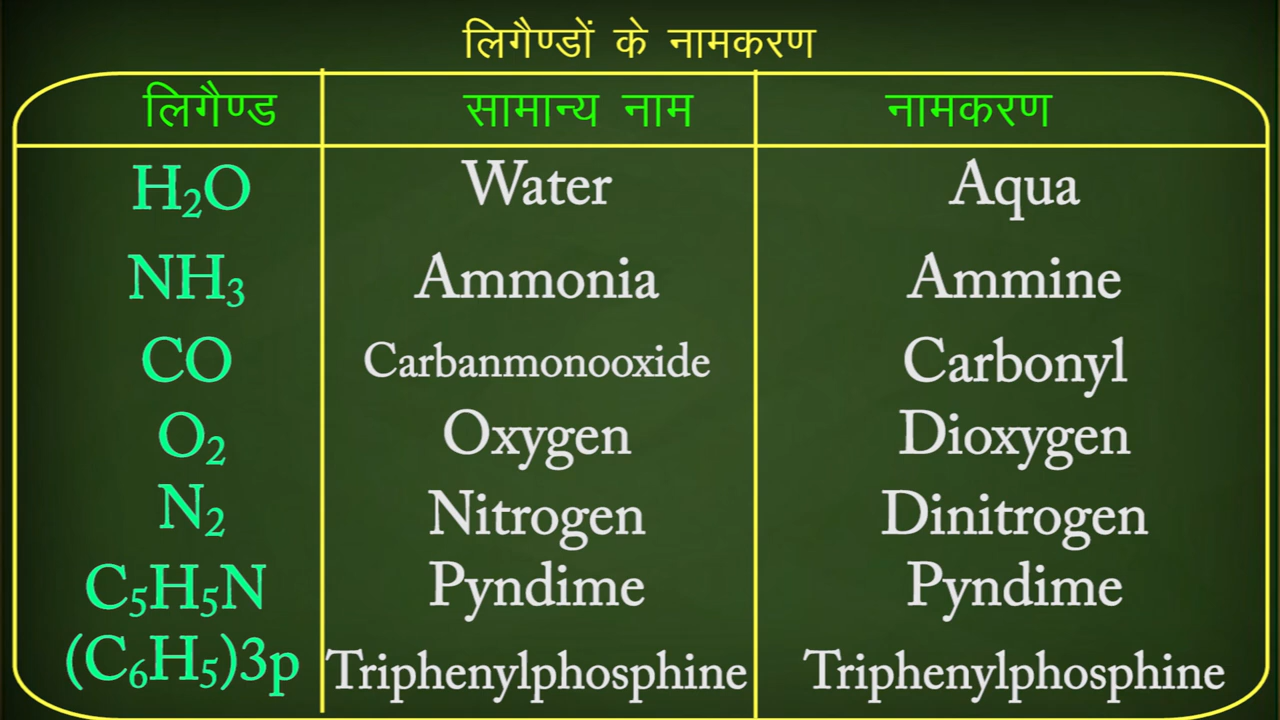 लिगैण्डों के नामकरण
लिगैण्ड सामान्य नाम नामकरण
H₂O Water Aqua
NH₃ Ammonia Ammine
CO Carbanmonooxide Carbonyl
O₂ Oxygen Dioxygen
N₂ Nitrogen Dinitrogen
C₅H₅N Pyndime Pyndime
(C₆H₅)3p Triphenylphosphine Triphenylphosphine